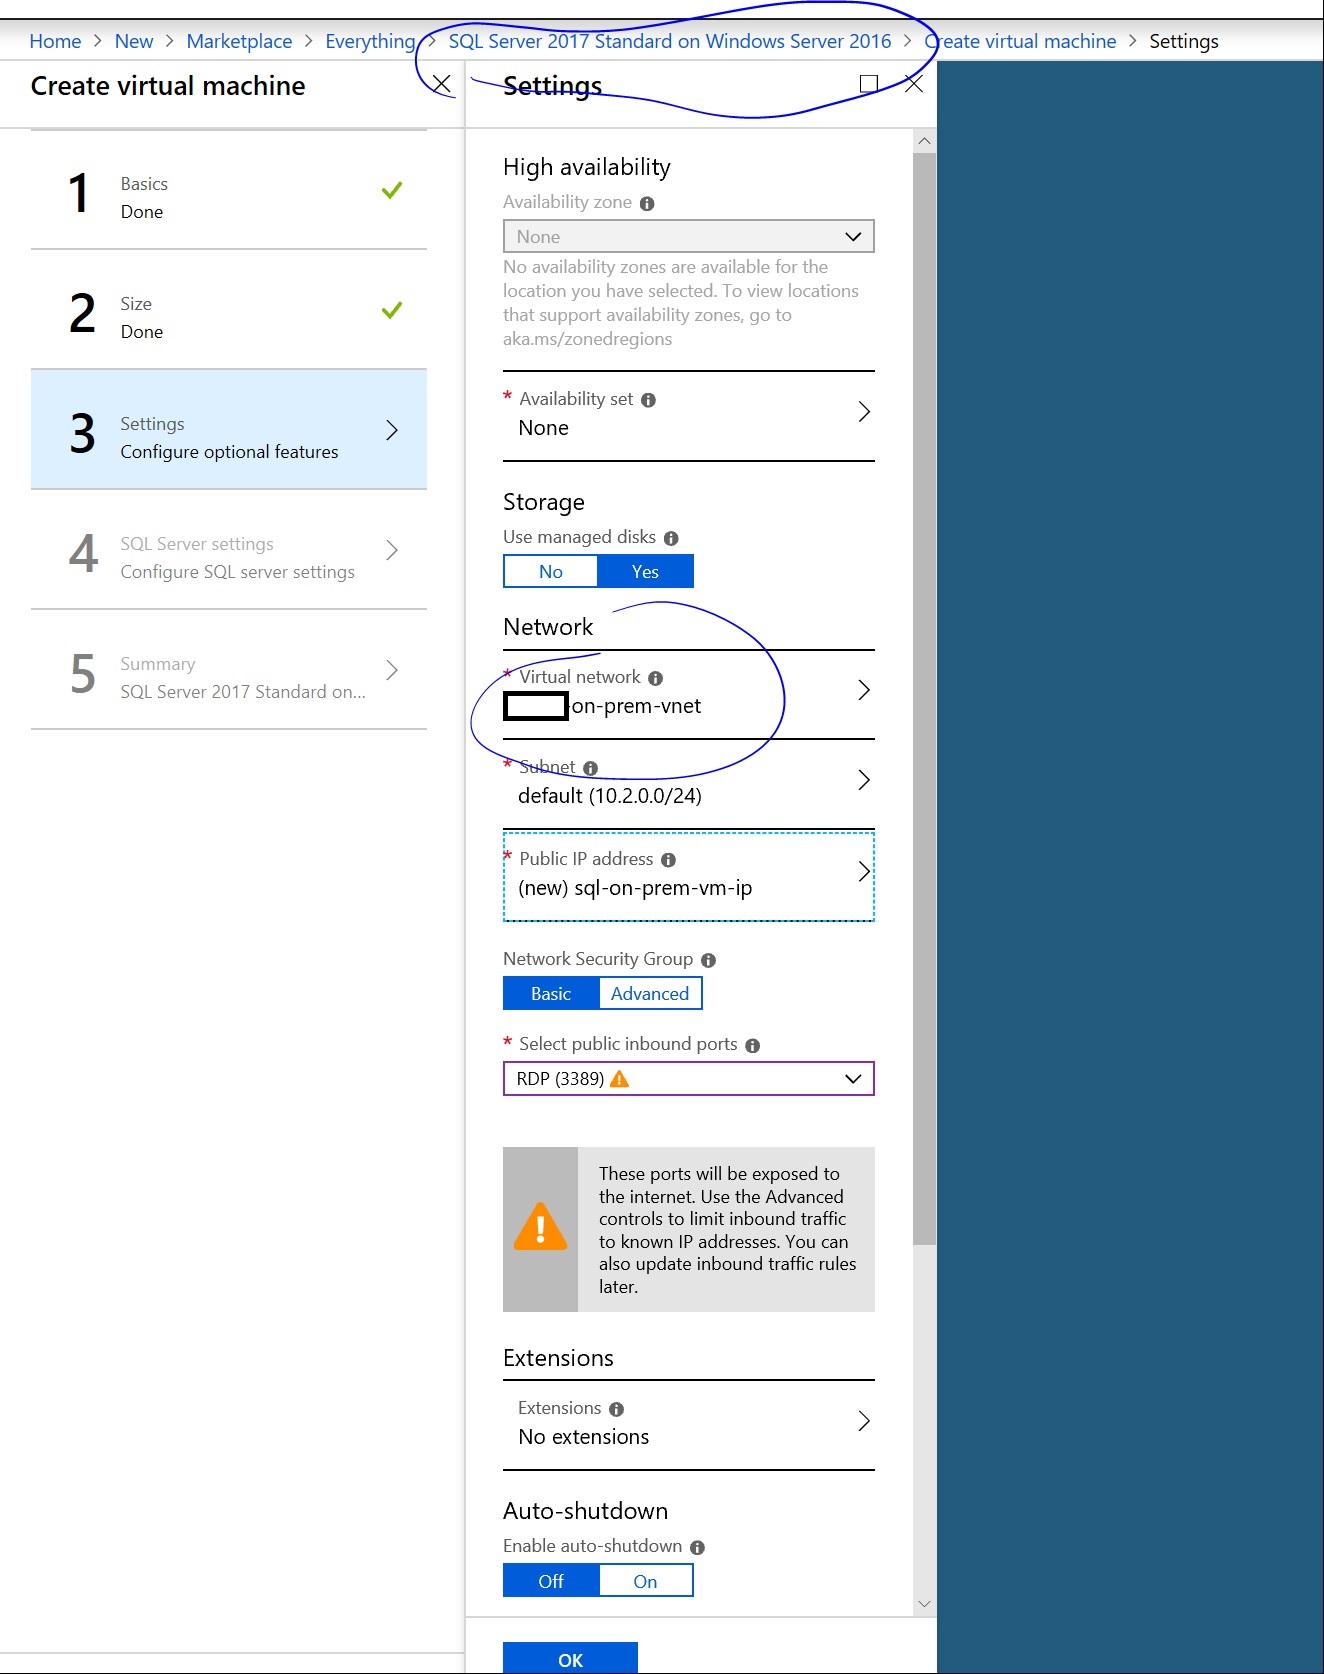 Home > New > Marketplace > Everything > SQL Server 2017 Standard on Windows Server 2016 > Create virtual machine > Settings
Create virtual machine
1
Basics
Done
2
Size
Done
3
Settings
Configure optional features
4
SQL Server settings
Configure SQL server settings
5
Summary
SQL Server 2017 Standard on...
Settings
High availability
Availability zone
None
No availability zones are available for the
location you have selected. To view locations
that support availability zones, go to
aka.ms/zonedregions
* Availability set
None
Storage
Use managed disks
No Yes
Network
* Virtual network
-on-prem-vnet
* Subnet
default (10.2.0.0/24)
* Public IP address
(new) sql-on-prem-vm-ip
Network Security Group
Basic Advanced
* Select public inbound ports
RDP (3389)
These ports will be exposed to
the internet. Use the Advanced
controls to limit inbound traffic
to known IP addresses. You can
also update inbound traffic rules
later.
Extensions
Extensions
No extensions
Auto-shutdown
Enable auto-shutdown
Off On
OK